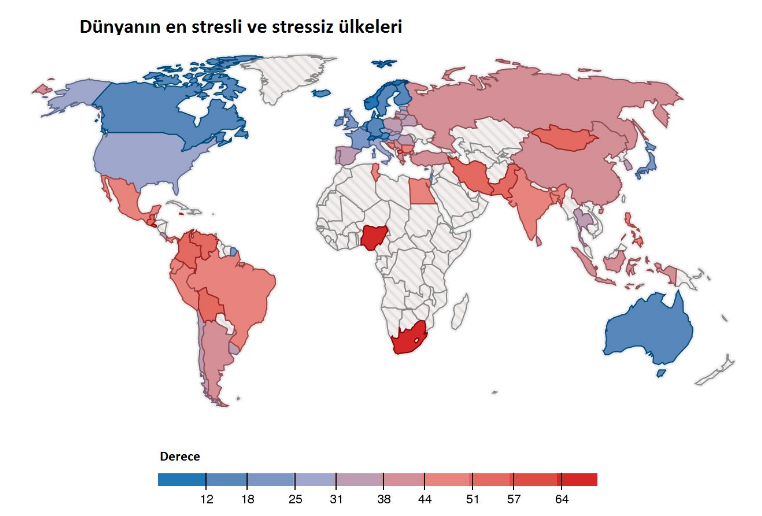 Dünyanın en stresli ve stressiz ülkeleri
Derece
12 18 25 31 38 44 51 57 64